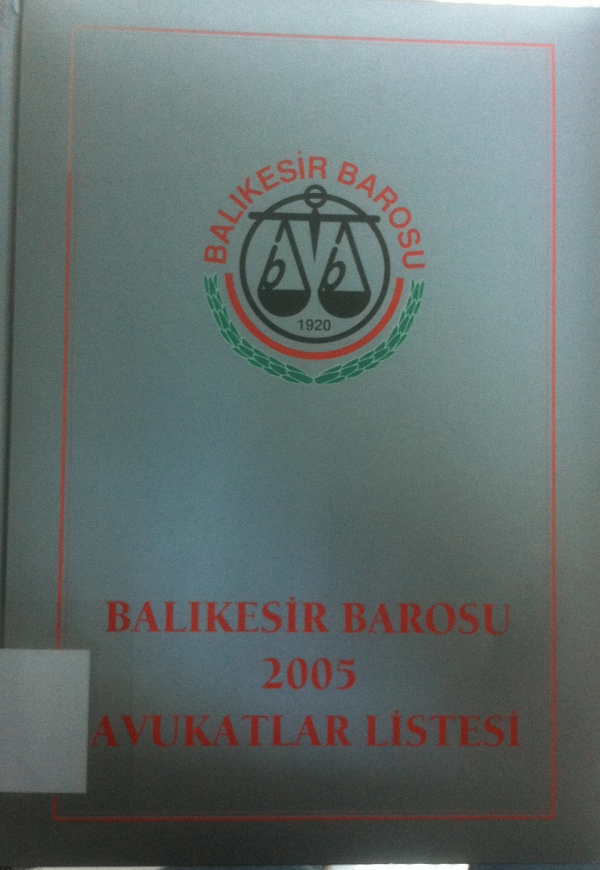 BALIKESİR BAROSU
b b
1920
BALIKESİR BAROSU
2005
AVUKATLAR LİSTESİ